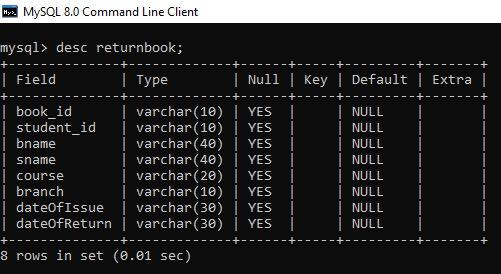 MySQL 8.0 Command Line Client
mysql> desc returnbook;
+--------------+-------------+------+-----+---------+-------+
| Field        | Type        | Null | Key | Default | Extra |
+--------------+-------------+------+-----+---------+-------+
| book_id      | varchar(10) | YES  |     | NULL    |       |
| student_id   | varchar(10) | YES  |     | NULL    |       |
| bname        | varchar(40) | YES  |     | NULL    |       |
| sname        | varchar(40) | YES  |     | NULL    |       |
| course       | varchar(20) | YES  |     | NULL    |       |
| branch       | varchar(10) | YES  |     | NULL    |       |
| dateOfIssue  | varchar(30) | YES  |     | NULL    |       |
| dateOfReturn | varchar(30) | YES  |     | NULL    |       |
+--------------+-------------+------+-----+---------+-------+
8 rows in set (0.01 sec)